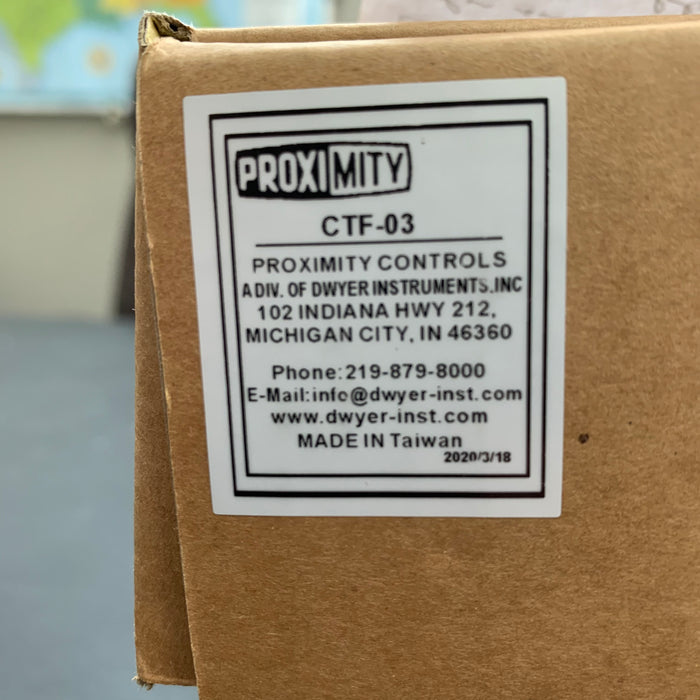 PROXIMITY
CTF-03
PROXIMITY CONTROLS
A DIV. OF DWYER INSTRUMENTS.INC
102 INDIANA HWY 212,
MICHIGAN CITY, IN 46360
Phone:219-879-8000
E-Mail:info@dwyer-inst.com
www.dwyer-inst.com
MADE IN Taiwan
2020/3/18